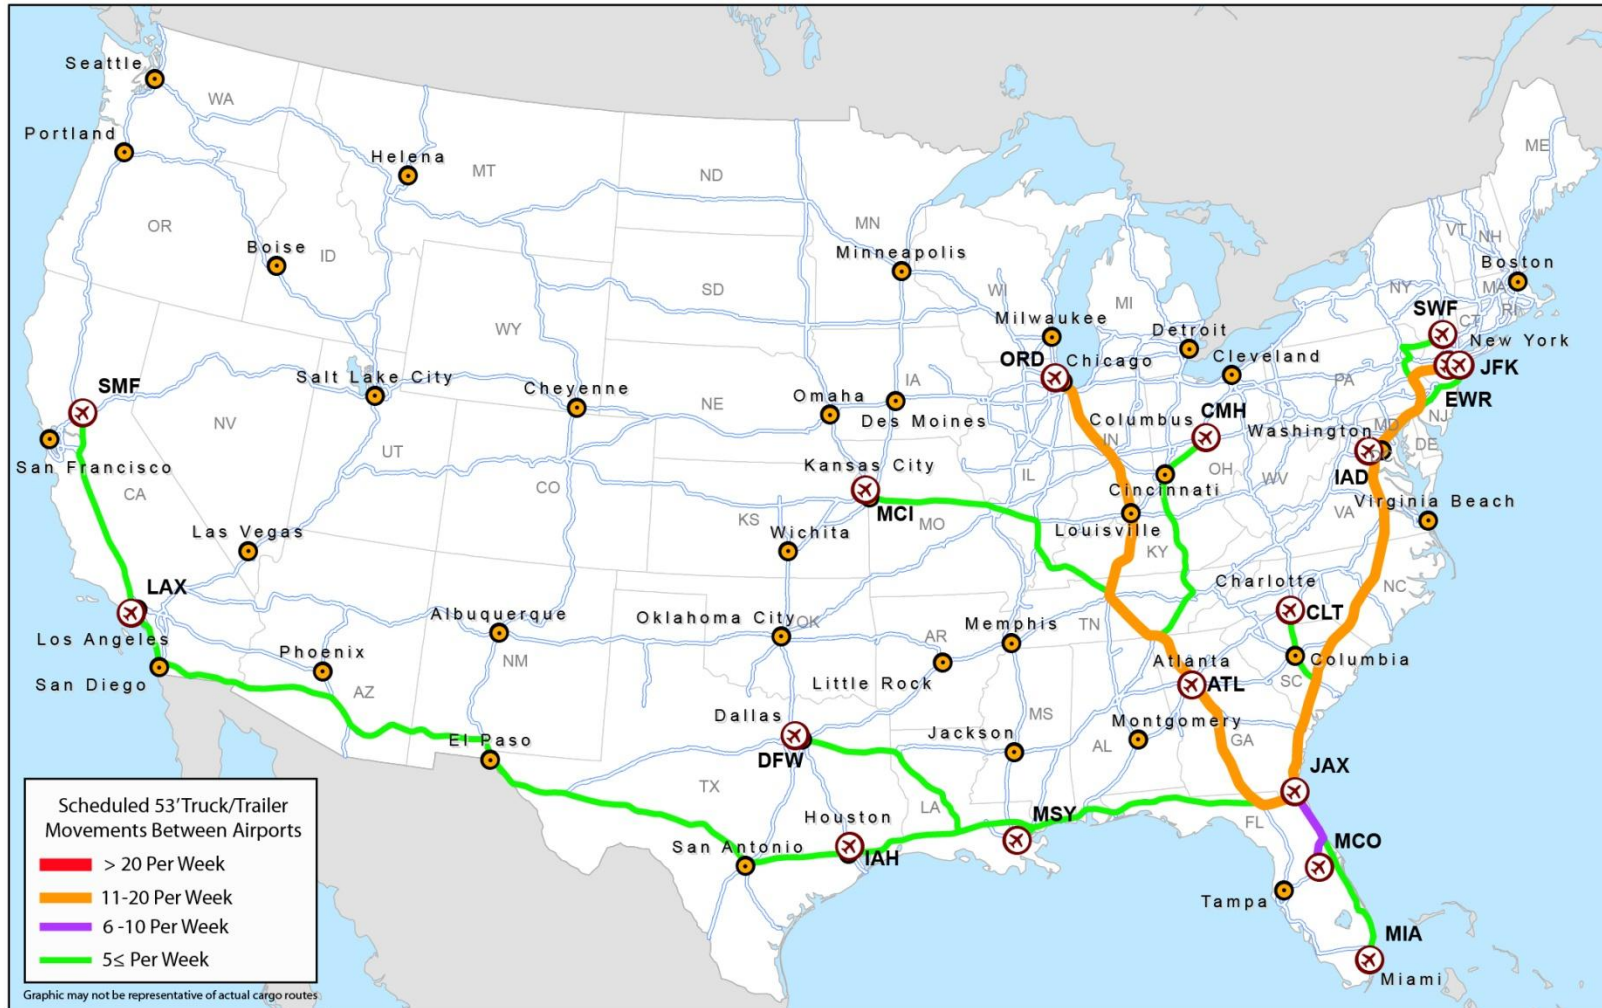 Seattle
WA
Portland
Helena
MT
ND
ME
OR
MN
VT
NH
Boise
ID
Minneapolis
Boston
SD
WI
MI
NY
MA
WY
Milwaukee
Detroit
SWF
CT
RI
ORD
Chicago
Cleveland
New York
SMF
Salt Lake City
Cheyenne
IA
PA
JFK
Omaha
Des Moines
EWR
NV
NE
Columbus
CMH
NJ
MD
Washington
DE
San Francisco
UT
Kansas City
IN
DC
CA
CO
IL
OH
WV
IAD
Cincinnati
Virginia Beach
KS
MCI
MO
VA
Las Vegas
Wichita
Louisville
KY
LAX
Charlotte
NC
Albuquerque
Oklahoma City
OK
Memphis
TN
CLT
Los Angeles
Phoenix
NM
AR
Atlanta
Columbia
San Diego
AZ
Little Rock
ATL
SC
Dallas
MS
Montgomery
El Paso
Jackson
AL
GA
DFW
JAX
TX
LA
Houston
MSY
FL
San Antonio
IAH
MCO
Tampa
MIA
Miami
Scheduled 53'Truck/Trailer
Movements Between Airports
> 20 Per Week
11-20 Per Week
6 -10 Per Week
5≤ Per Week
Graphic may not be representative of actual cargo routes